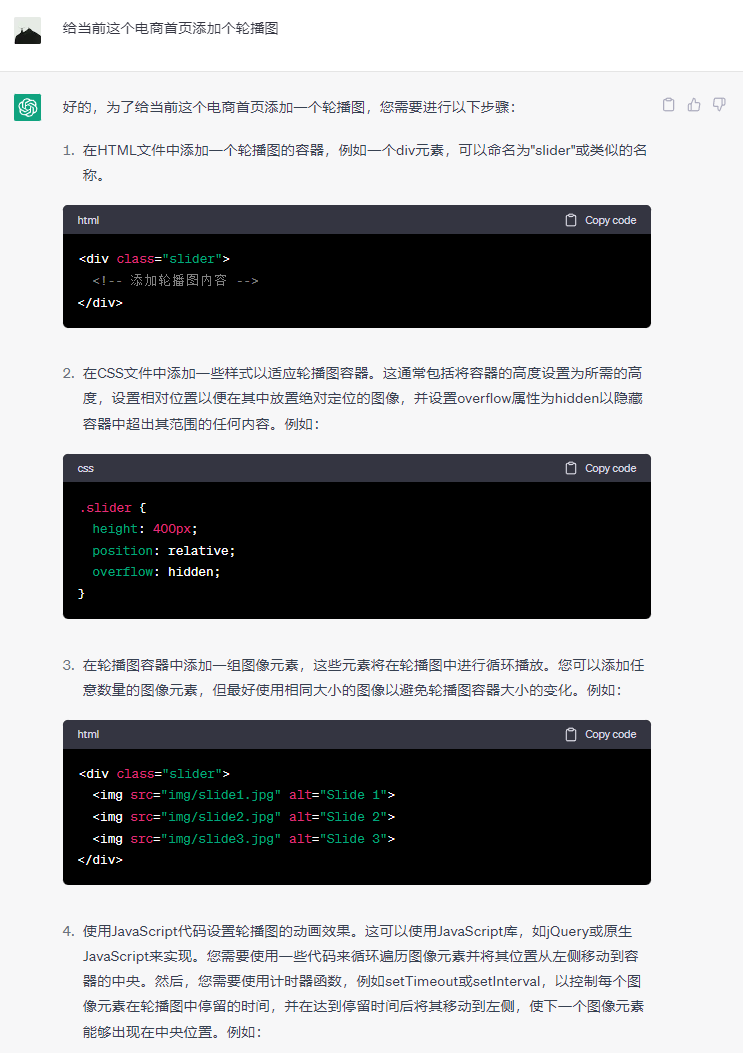 给当前这个电商首页添加个轮播图
好的，为了给当前这个电商首页添加一个轮播图，您需要进行以下步骤：
1. 在HTML文件中添加一个轮播图的容器，例如一个div元素，可以命名为"slider"或类似的名
称。
html
Copy code
<div class="slider">
  <!-- 添加轮播图内容 -->
</div>
2. 在CSS文件中添加一些样式以适应轮播图容器。这通常包括将容器的高度设置为所需的高
度，设置相对位置以便在其中放置绝对定位的图像，并设置overflow属性为hidden以隐藏
容器中超出其范围的任何内容。例如：
css
Copy code
.slider {
  height: 400px;
  position: relative;
  overflow: hidden;
}
3. 在轮播图容器中添加一组图像元素，这些元素将在轮播图中进行循环播放。您可以添加任
意数量的图像元素，但最好使用相同大小的图像以避免轮播图容器大小的变化。例如：
html
Copy code
<div class="slider">
  <img src="img/slide1.jpg" alt="Slide 1">
  <img src="img/slide2.jpg" alt="Slide 2">
  <img src="img/slide3.jpg" alt="Slide 3">
</div>
4. 使用JavaScript代码设置轮播图的动画效果。这可以使用JavaScript库，如jQuery或原生
JavaScript来实现。您需要使用一些代码来循环遍历图像元素并将其位置从左侧移动到容
器的中央。然后，您需要使用计时器函数，例如setTimeout或setInterval，以控制每个图
像元素在轮播图中停留的时间，并在达到停留时间后将其移动到左侧，使下一个图像元素
能够出现在中央位置。例如：